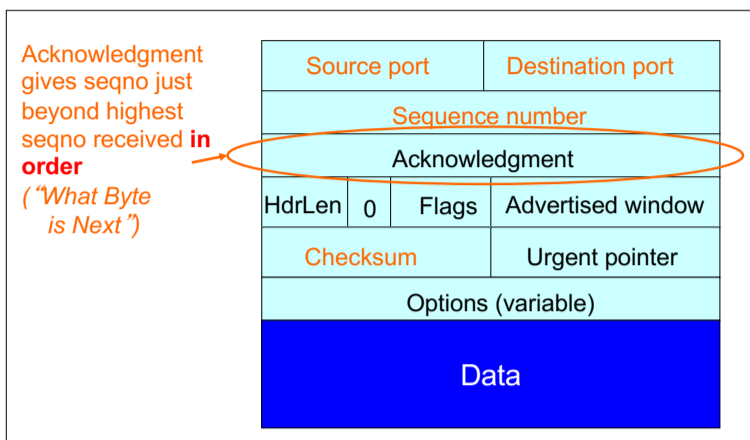 Acknowledgment
gives seqno just
beyond highest
seqno received in
order
(“What Byte
is Next”)
Source port
Destination port
Sequence number
Acknowledgment
HdrLen
0
Flags
Advertised window
Checksum
Urgent pointer
Options (variable)
Data